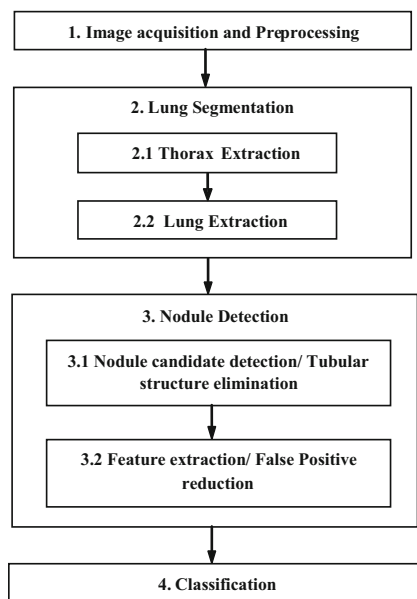 1. Image acquisition and Preprocessing
2. Lung Segmentation
2.1 Thorax Extraction
2.2 Lung Extraction
3. Nodule Detection
3.1 Nodule candidate detection/ Tubular
structure elimination
3.2 Feature extraction/ False Positive
reduction
4. Classification